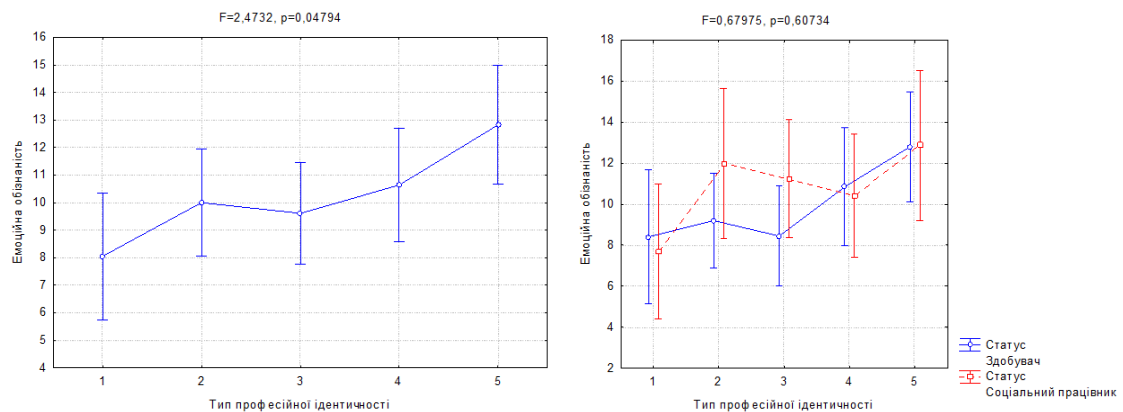 F=2,4732, p=0,04794
16
15
14
13
12
11
10
9
8
7
6
5
4
Емоційна обізнаність
1 2 3 4 5
Тип професійної ідентичності
F=0,67975, p=0,60734
18
16
14
12
10
8
6
4
2
Емоційна обізнаність
1 2 3 4 5
Тип професійної ідентичності
Статус
Здобувач
Статус
Соціальний працівник